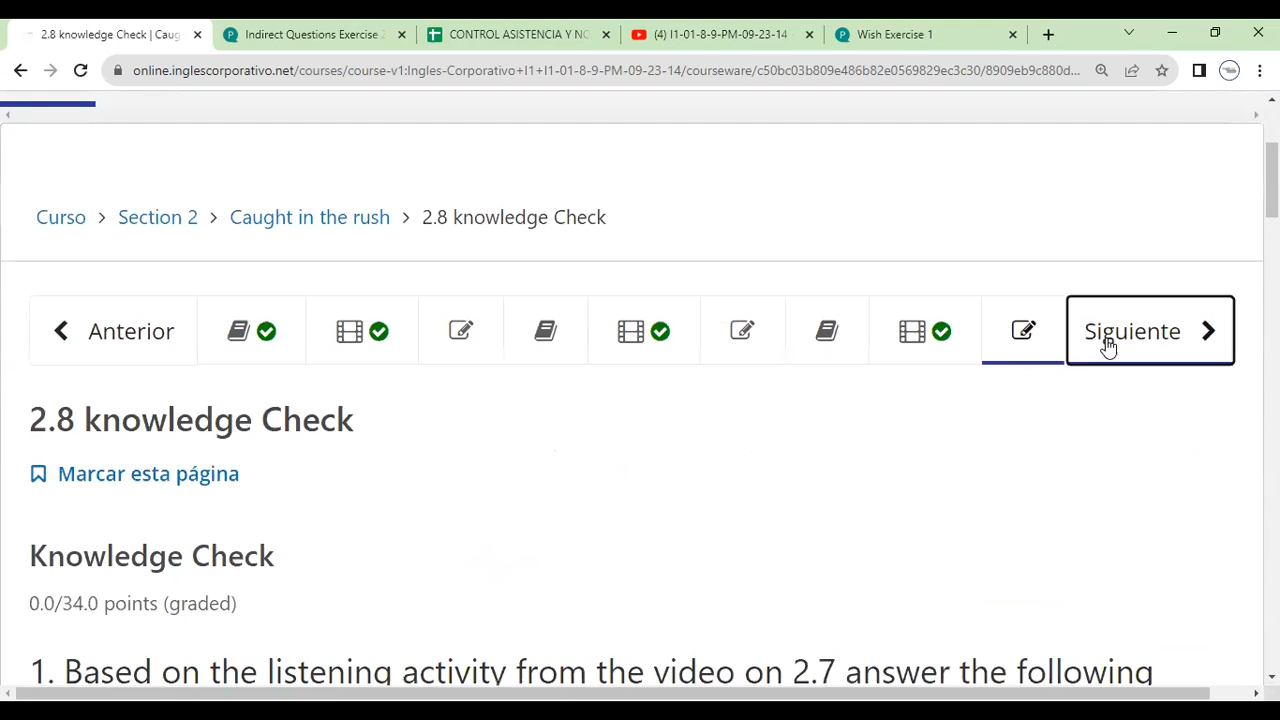 2.8 knowledge Check | Caug
Indirect Questions Exercise 2
CONTROL ASISTENCIA Y NO
(4) I1-01-8-9-PM-09-23-14
Wish Exercise 1
online.inglescorporativo.net/courses/course-v1:Ingles-Corporativo+I1+I1-01-8-9-PM-09-23-14/courseware/c50bc03b809e486b82e0569829ec3c30/8909eb9c880d...
Curso > Section 2 > Caught in the rush > 2.8 knowledge Check
Anterior
Siguiente
2.8 knowledge Check
Marcar esta página
Knowledge Check
0.0/34.0 points (graded)
1. Based on the listening activity from the video on 2.7 answer the following